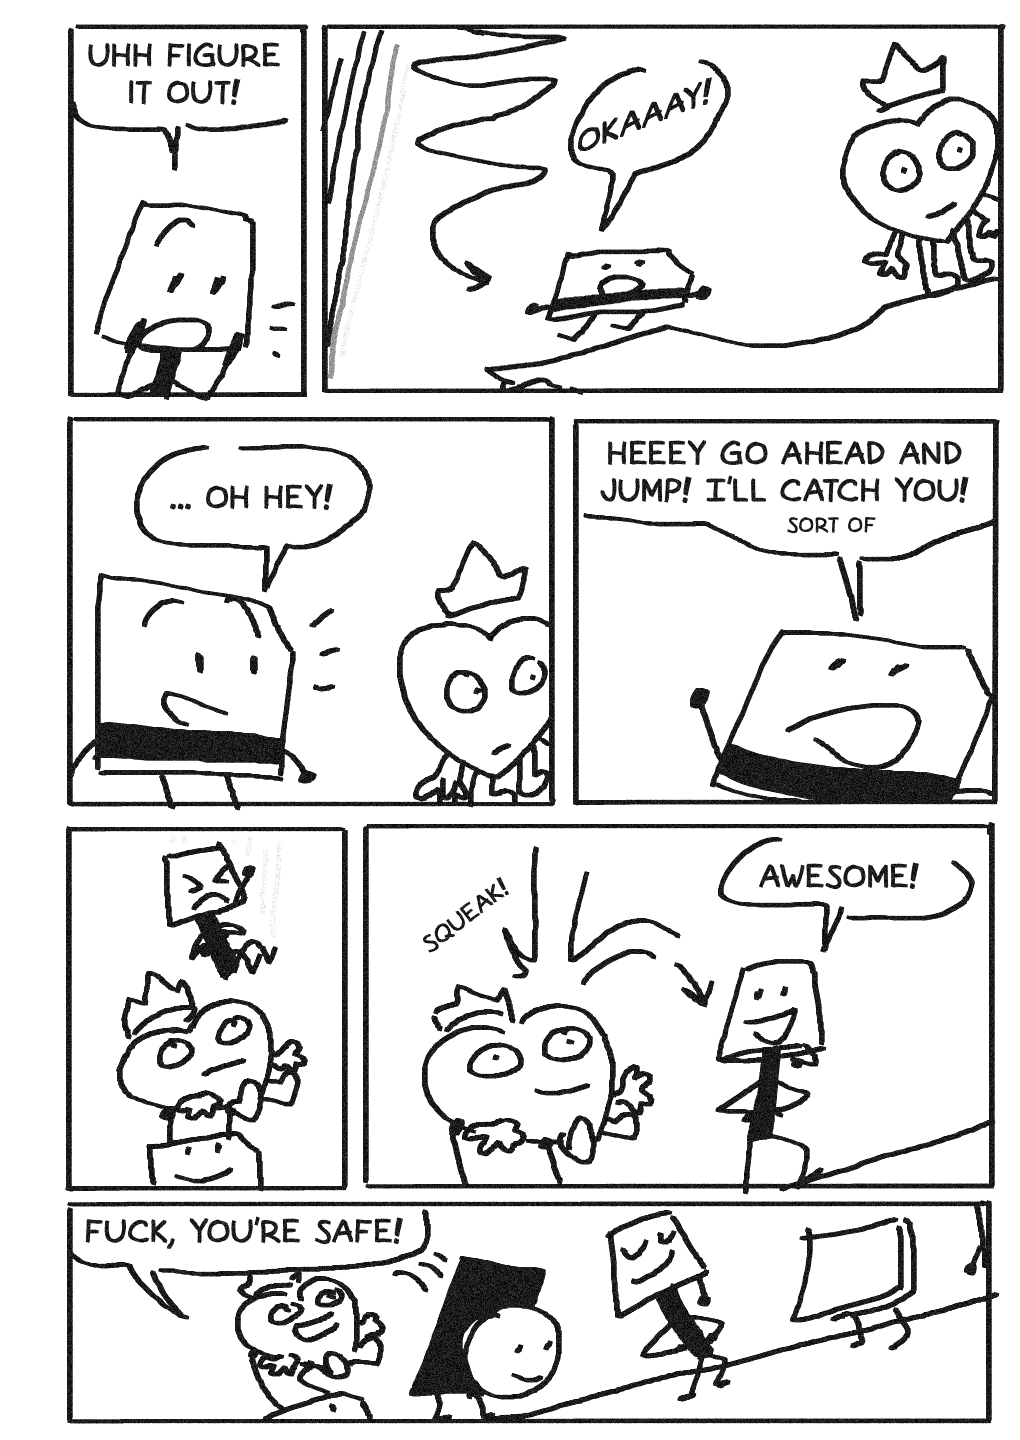 UHH FIGURE
IT OUT!
OKAAAY!
... OH HEY!
HEEEY GO AHEAD AND
JUMP! I'LL CATCH YOU!
SORT OF
SQUEAK!
AWESOME!
FUCK, YOU'RE SAFE!